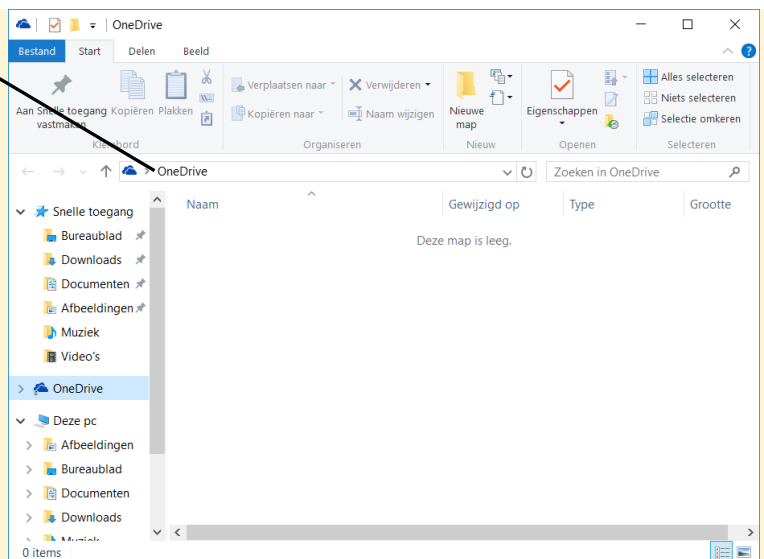 OneDrive
Bestand Start Delen Beeld
Aan Snelle toegang vastmaken
Kopiëren
Plakken
Klembord
Verplaatsen naar
Kopiëren naar
Verwijderen
Naam wijzigen
Organiseren
Nieuwe map
Nieuw
Eigenschappen
Openen
Alles selecteren
Niets selecteren
Selectie omkeren
Selecteren
OneDrive
Zoeken in OneDrive
Naam Gewijzigd op Type Grootte
Deze map is leeg.
Snelle toegang
Bureaublad
Downloads
Documenten
Afbeeldingen
Muziek
Video's
OneDrive
Deze pc
Afbeeldingen
Bureaublad
Documenten
Downloads
Muziek
0 items